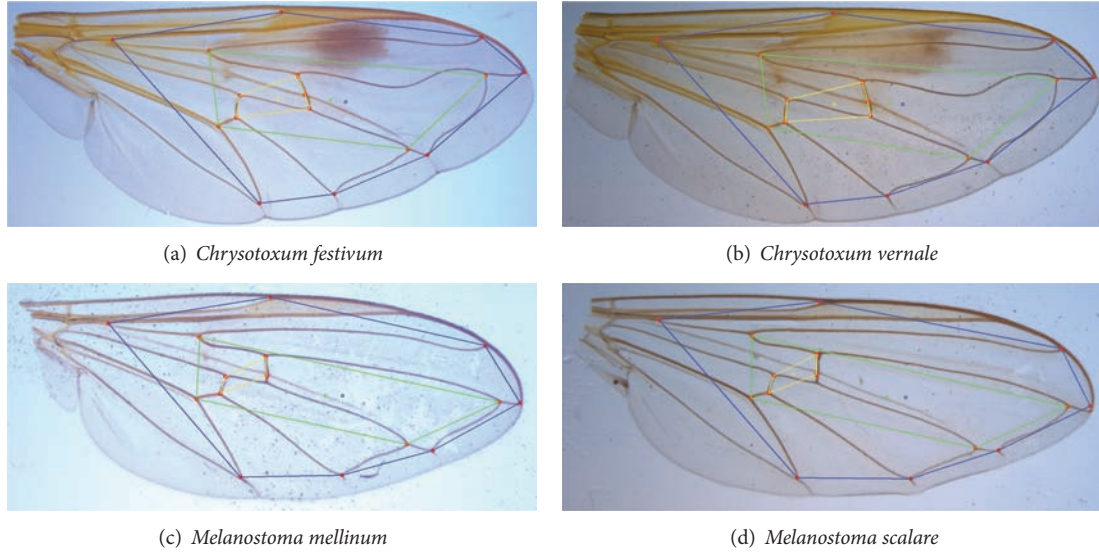 (a) Chrysotoxum festivum
(b) Chrysotoxum vernale
(c) Melanostoma mellinum
(d) Melanostoma scalare